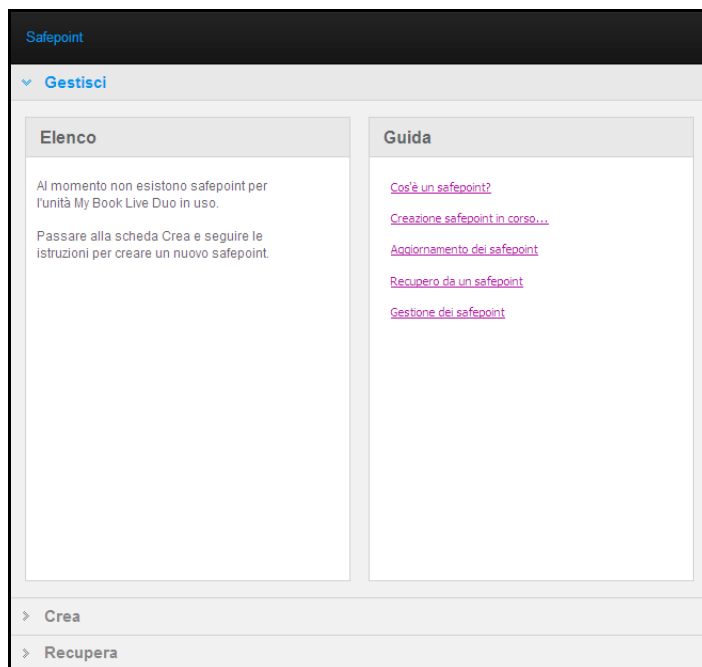 Safepoint
Gestisci
Elenco
Al momento non esistono safepoint per
l'unità My Book Live Duo in uso.
Passare alla scheda Crea e seguire le
istruzioni per creare un nuovo safepoint.
Guida
Cos'è un safepoint?
Creazione safepoint in corso...
Aggiornamento dei safepoint
Recupero da un safepoint
Gestione dei safepoint
Crea
Recupera